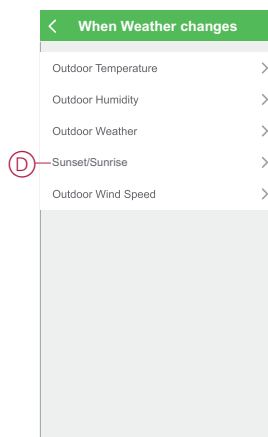 When Weather changes
Outdoor Temperature
Outdoor Humidity
Outdoor Weather
D Sunset/Sunrise
Outdoor Wind Speed